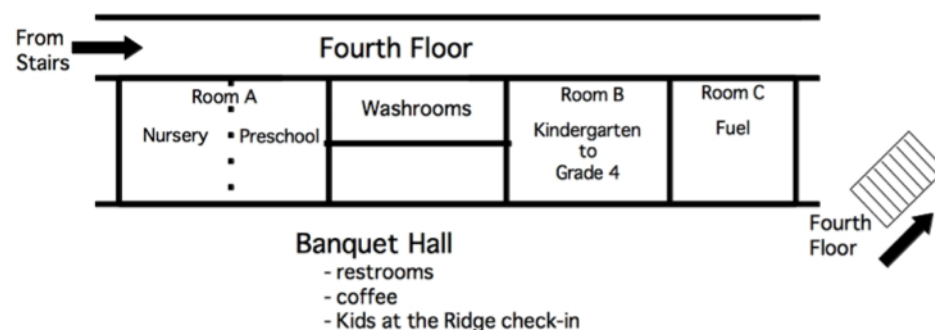 From
Stairs
Fourth Floor
Room A
Nursery
Preschool
Washrooms
Room B
Kindergarten
to
Grade 4
Room C
Fuel
Fourth
Floor
Banquet Hall
- restrooms
- coffee
- Kids at the Ridge check-in